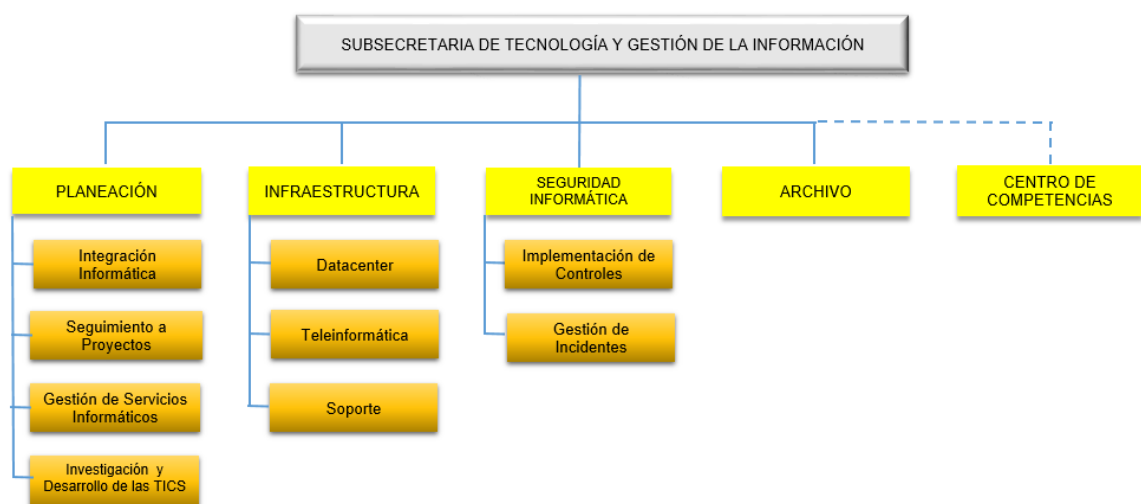 SUBSECRETARIA DE TECNOLOGÍA Y GESTIÓN DE LA INFORMACIÓN
PLANEACIÓN
Integración
Informática
Seguimiento a
Proyectos
Gestión de Servicios
Informáticos
Investigación y
Desarrollo de las TICS
INFRAESTRUCTURA
Datacenter
Teleinformática
Soporte
SEGURIDAD
INFORMÁTICA
Implementación de
Controles
Gestión de
Incidentes
ARCHIVO
CENTRO DE
COMPETENCIAS